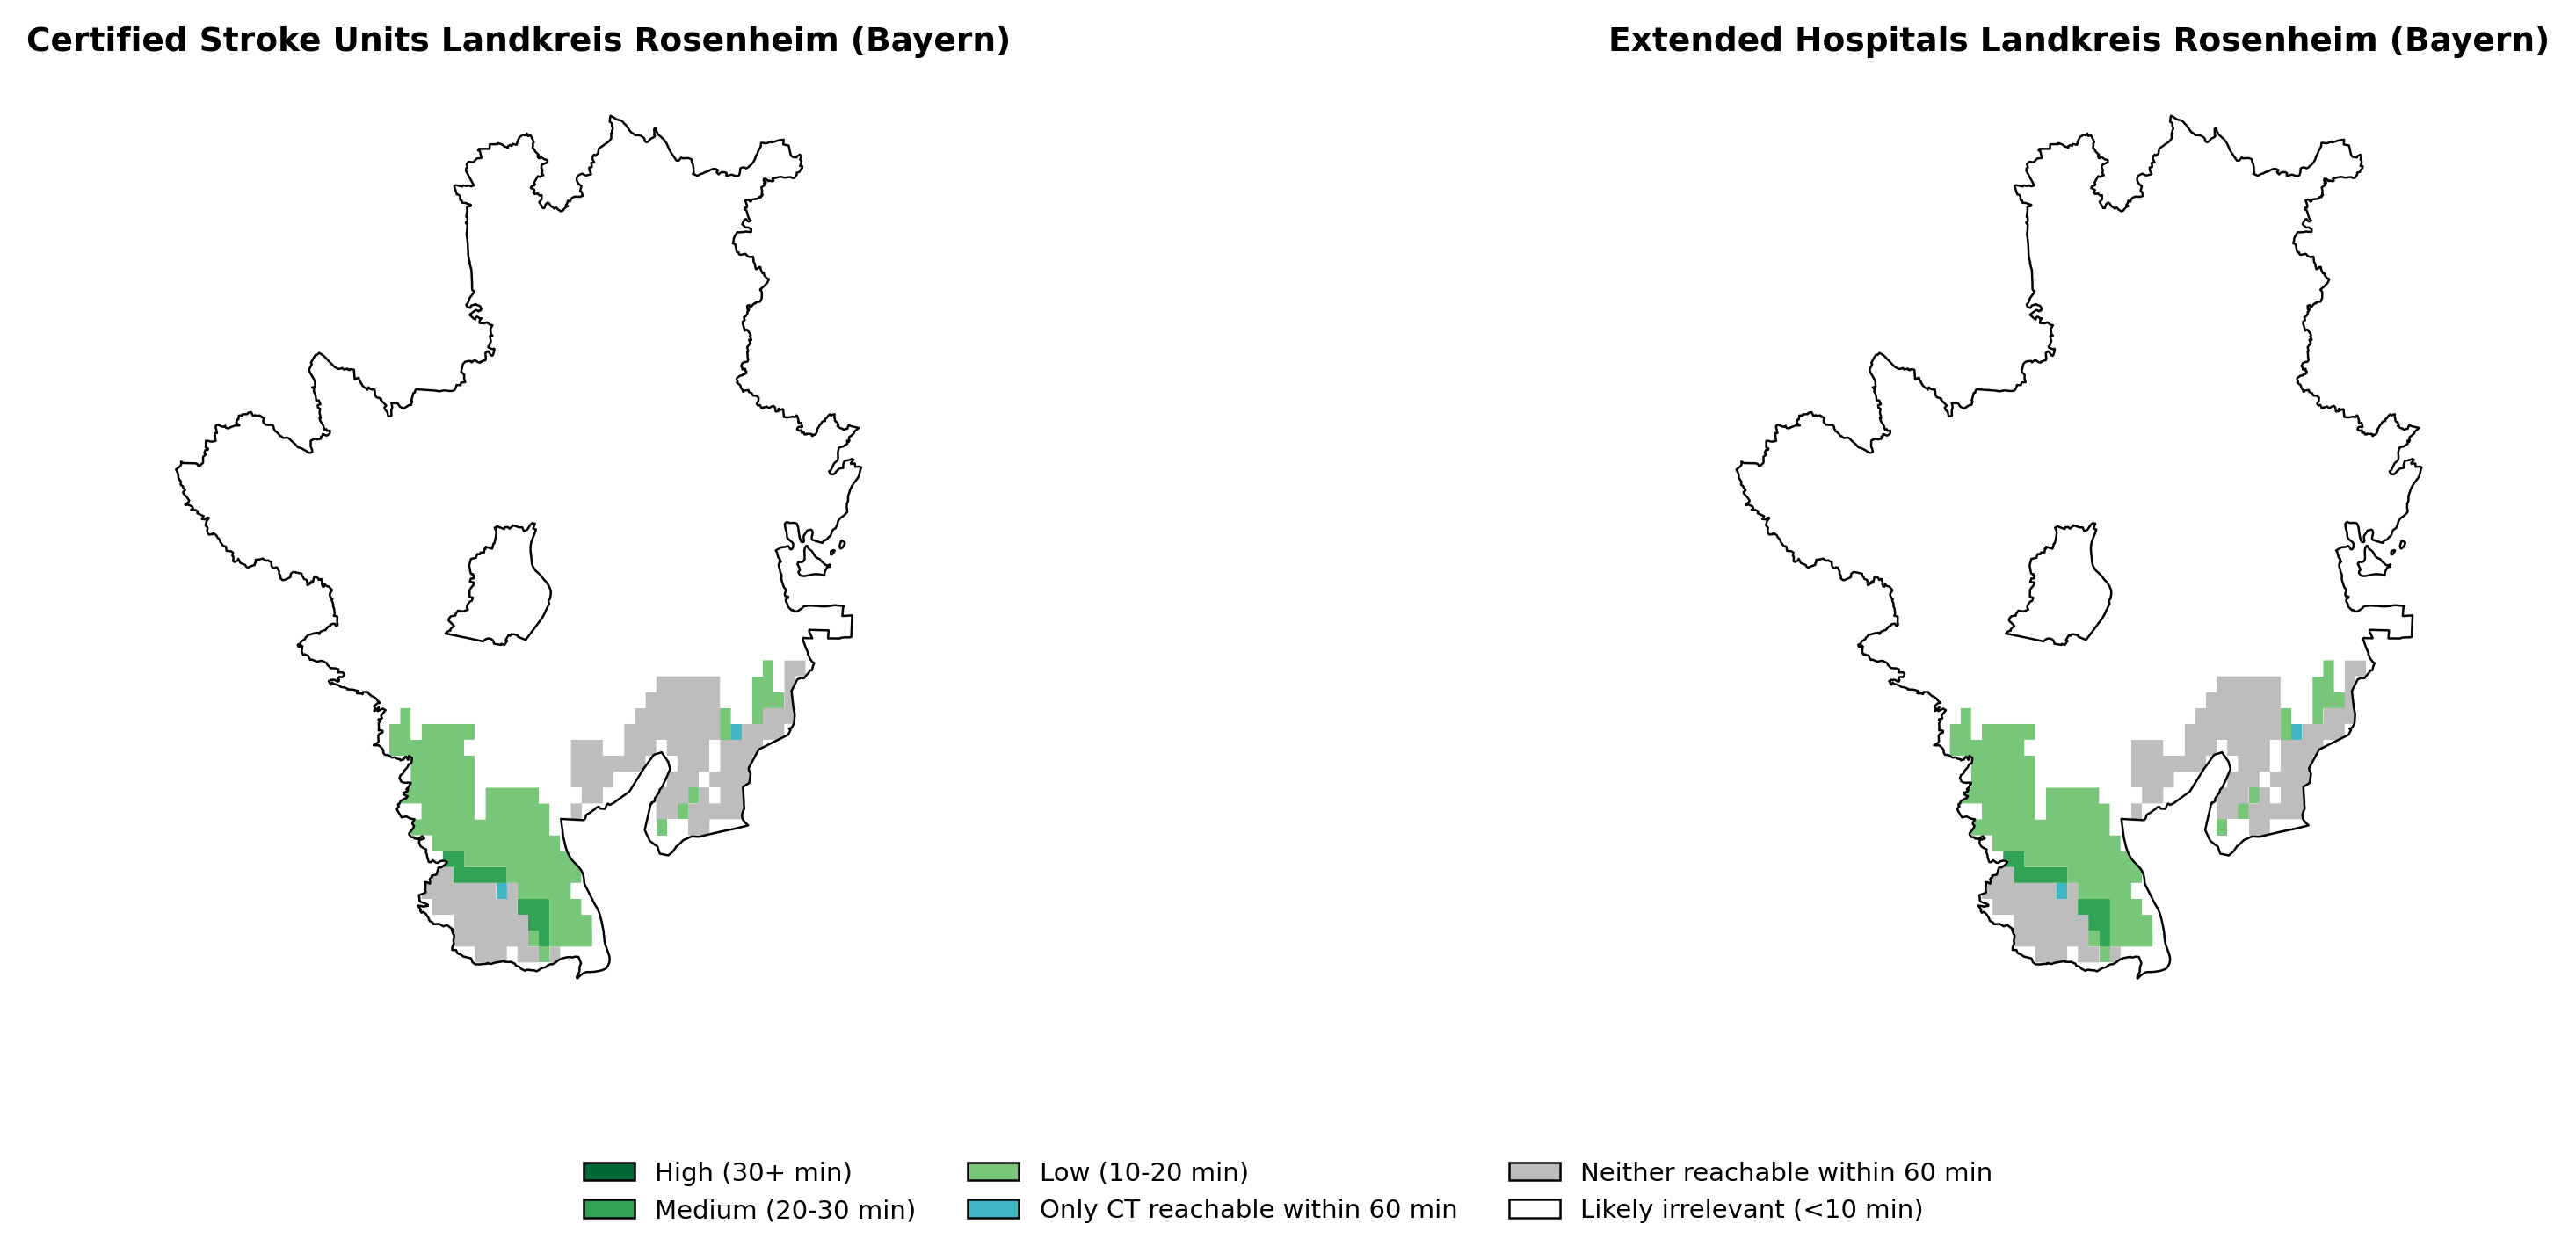 Certified Stroke Units Landkreis Rosenheim (Bayern)
Extended Hospitals Landkreis Rosenheim (Bayern)
High (30+ min)
Medium (20-30 min)
Low (10-20 min)
Only CT reachable within 60 min
Neither reachable within 60 min
Likely irrelevant (<10 min)